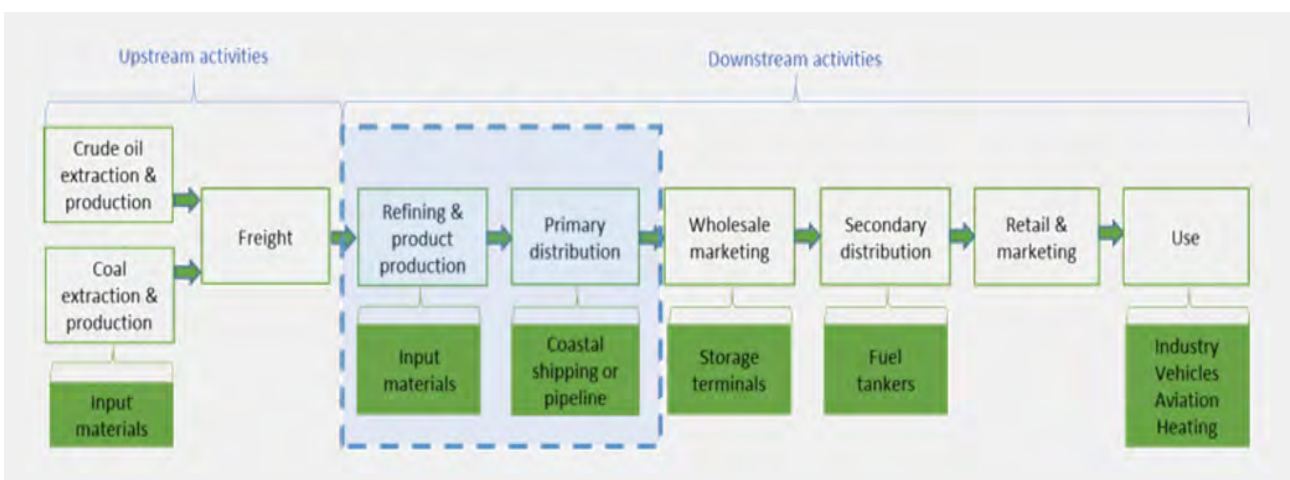 Upstream activities
Downstream activities
Crude oil
extraction &
production
Coal
extraction &
production
Input
materials
Freight
Refining &
product
production
Input
materials
Primary
distribution
Coastal
shipping or
pipeline
Wholesale
marketing
Storage
terminals
Secondary
distribution
Fuel
tankers
Retail &
marketing
Use
Industry
Vehicles
Aviation
Heating